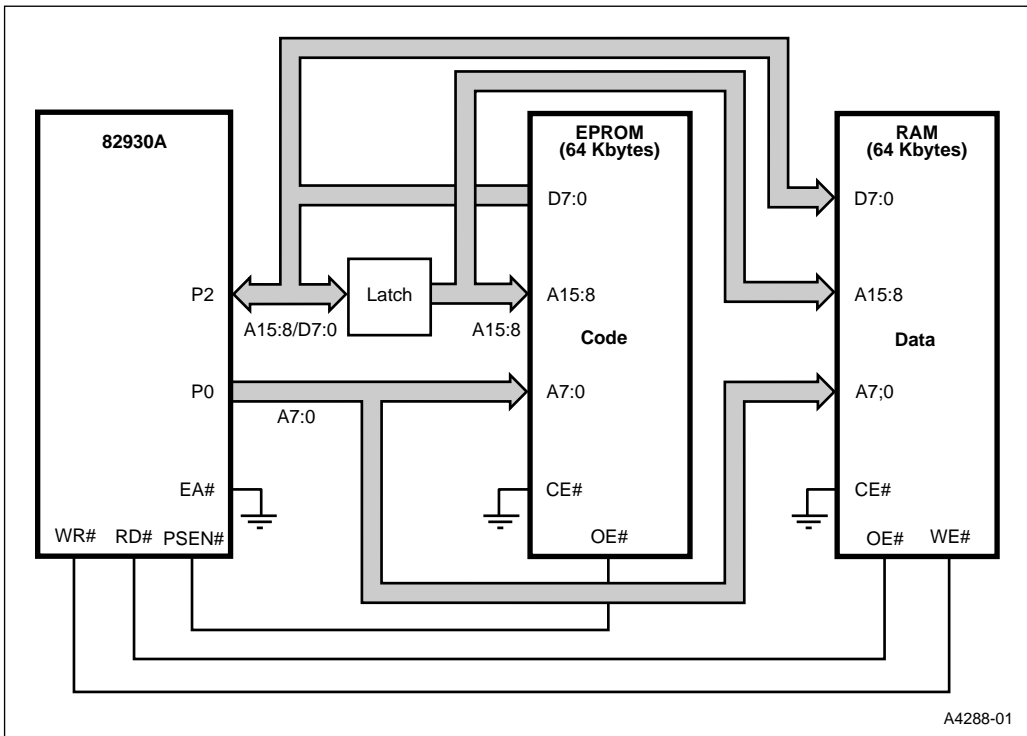 82930A
EPROM
(64 Kbytes)
RAM
(64 Kbytes)
D7:0
D7:0
P2
Latch
A15:8
A15:8
A15:8/D7:0
A15:8
Code
Data
P0
A7:0
A7;0
A7:0
EA#
CE#
CE#
WR# RD# PSEN#
OE#
OE# WE#
A4288-01